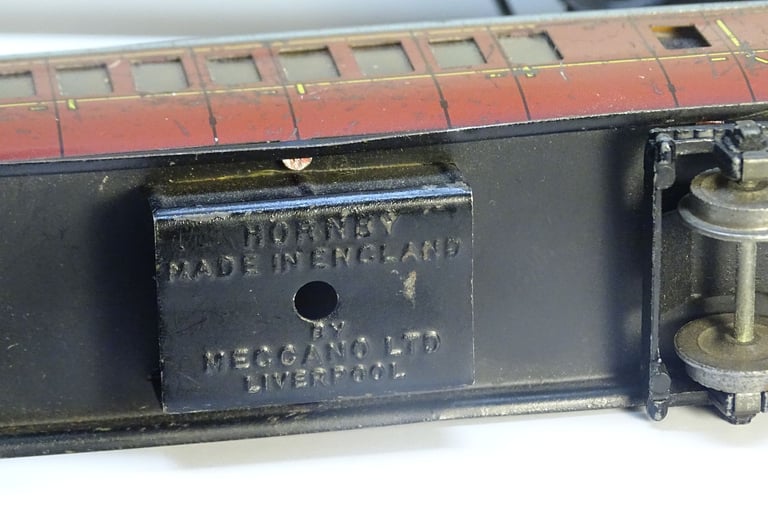 HORNBY
MADE IN ENGLAND
BY
MECCANO LTD
LIVERPOOL